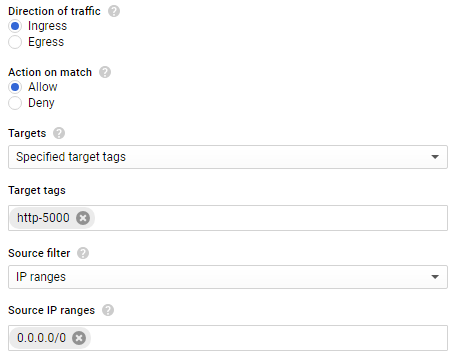 Direction of traffic
Ingress
Egress
Action on match
Allow
Deny
Targets
Specified target tags
Target tags
http-5000
Source filter
IP ranges
Source IP ranges
0.0.0.0/0